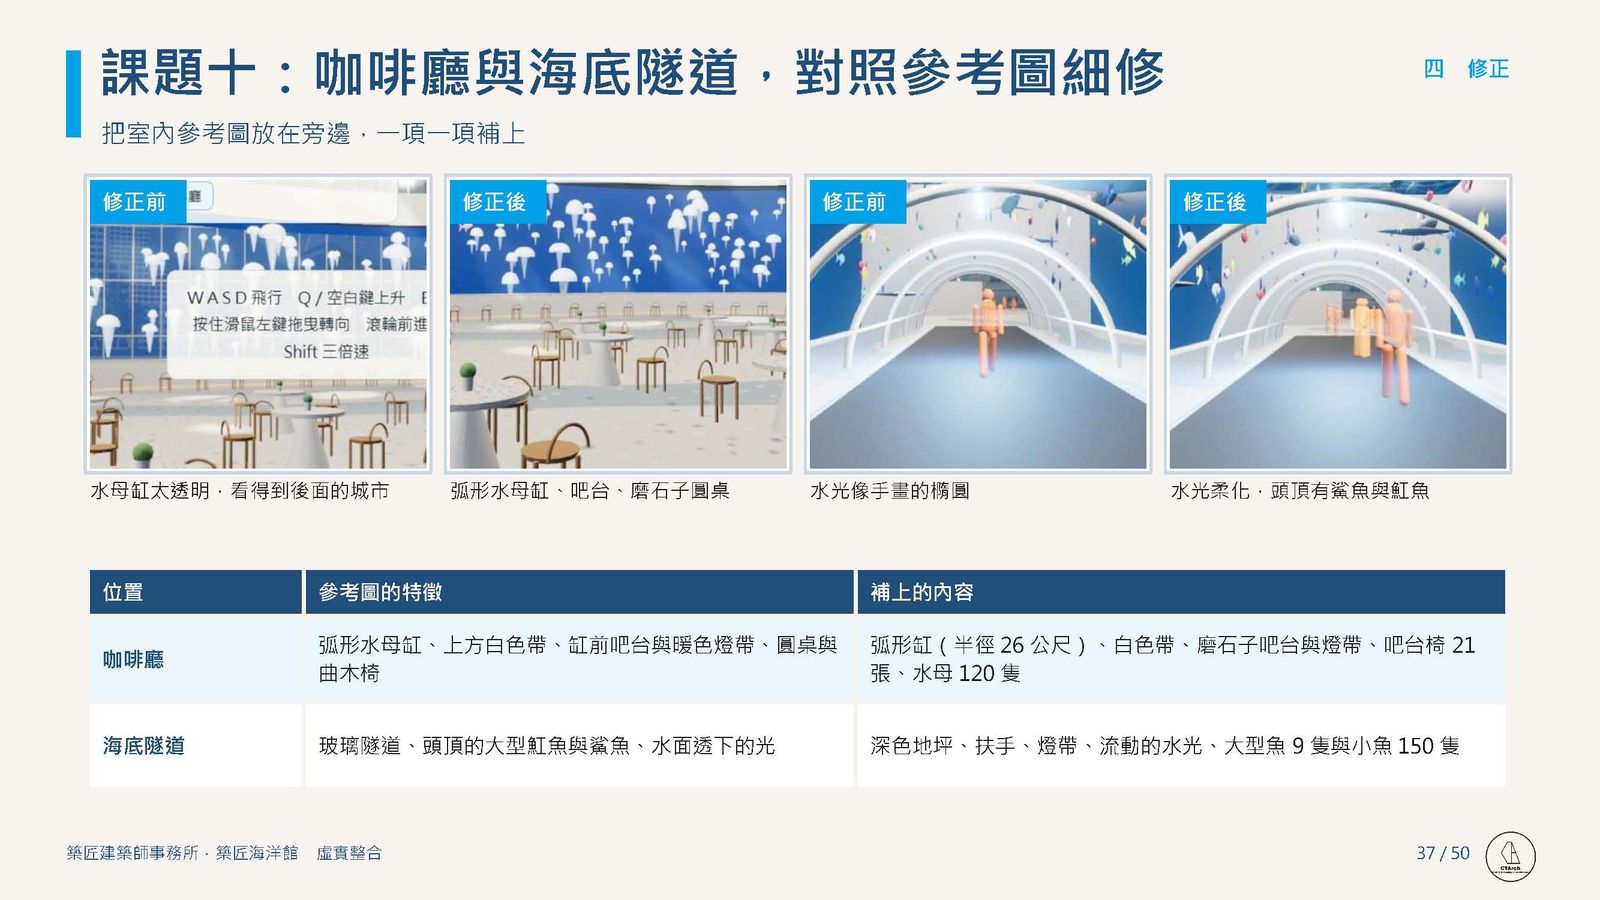 課題十：咖啡廳與海底隧道，對照參考圖細修
四　修正
把室內參考圖放在旁邊，一項一項補上
修正前
廳
W A S D 飛行　Q / 空白鍵上升　E
按住滑鼠左鍵拖曳轉向　滾輪前進
Shift 三倍速
修正後
修正前
修正後
水母缸太透明，看得到後面的城市
弧形水母缸、吧台、磨石子圓桌
水光像手畫的橢圓
水光柔化，頭頂有鯊魚與魟魚
位置
參考圖的特徵
補上的內容
咖啡廳
弧形水母缸、上方白色帶、缸前吧台與暖色燈帶、圓桌與
曲木椅
弧形缸（半徑 26 公尺）、白色帶、磨石子吧台與燈帶、吧台椅 21
張、水母 120 隻
海底隧道
玻璃隧道、頭頂的大型魟魚與鯊魚、水面透下的光
深色地坪、扶手、燈帶、流動的水光、大型魚 9 隻與小魚 150 隻
築匠建築師事務所．築匠海洋館　虛實整合
37 / 50
CTArch